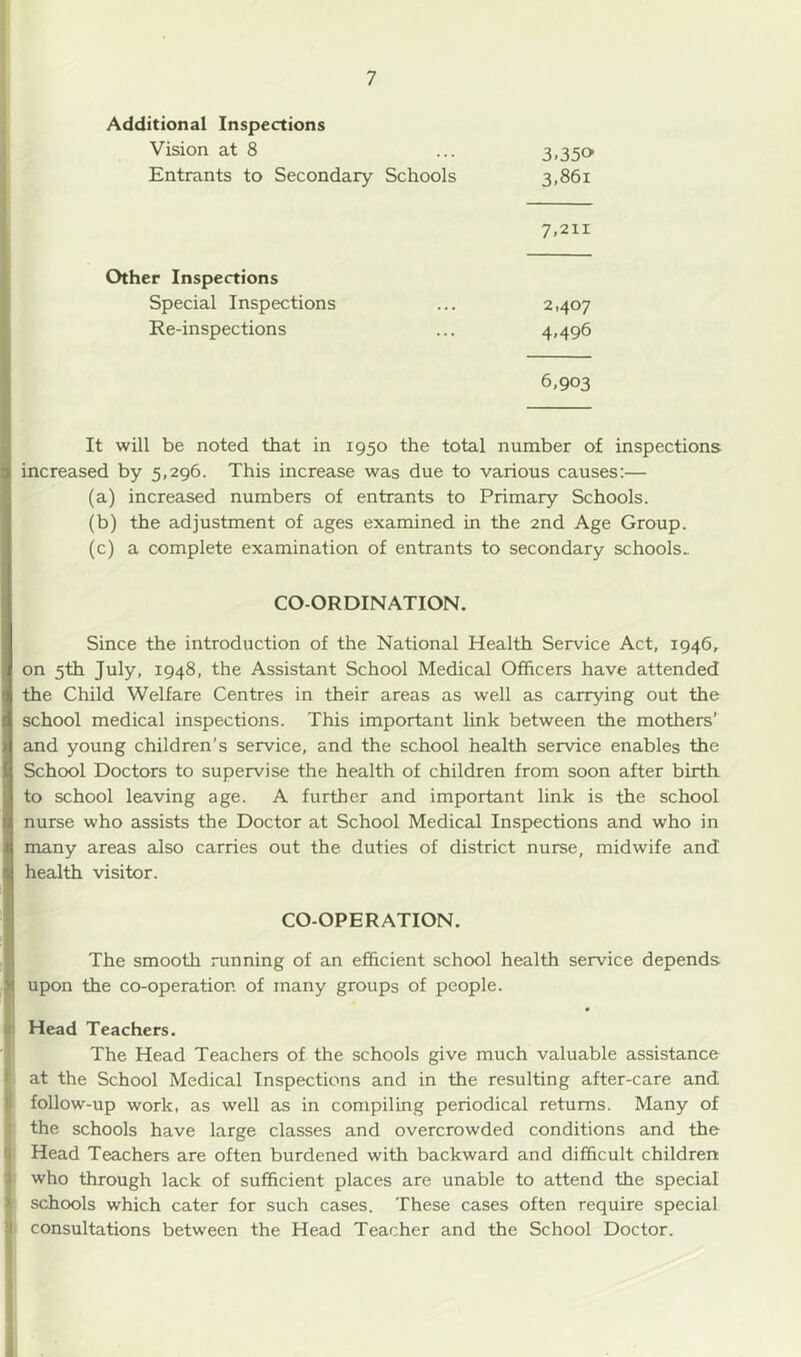 7
Additional Inspections
Vision at 8 ... 3,350
Entrants to Secondary Schools 3,861
7,211
Other Inspections
Special Inspections ... 2,407
Re-inspections ... 4,496
6,903
It will be noted that in 1950 the total number of inspections
increased by 5,296. This increase was due to various causes:—
(a) increased numbers of entrants to Primary Schools.
(b) the adjustment of ages examined in the 2nd Age Group.
(c) a complete examination of entrants to secondary schools.
CO-ORDINATION.
Since the introduction of the National Health Service Act, 1946,
on 5th July, 1948, the Assistant School Medical Officers have attended
the Child Welfare Centres in their areas as well as carrying out the
school medical inspections. This important link between the mothers'
and young children's service, and the school health service enables the
School Doctors to supervise the health of children from soon after birth
to school leaving age. A further and important link is the school
nurse who assists the Doctor at School Medical Inspections and who in
many areas also carries out the duties of district nurse, midwife and
health visitor.
CO-OPERATION.
The smooth running of an efficient school health service depends
upon the co-operation of many groups of people.
Head Teachers.
The Head Teachers of the schools give much valuable assistance
at the School Medical Inspections and in the resulting after-care and
follow-up work, as well as in compiling periodical returns. Many of
the schools have large classes and overcrowded conditions and the
Head Teachers are often burdened with backward and difficult children
who through lack of sufficient places are unable to attend the special
schools which cater for such cases. These cases often require special
consultations between the Head Teacher and the School Doctor.